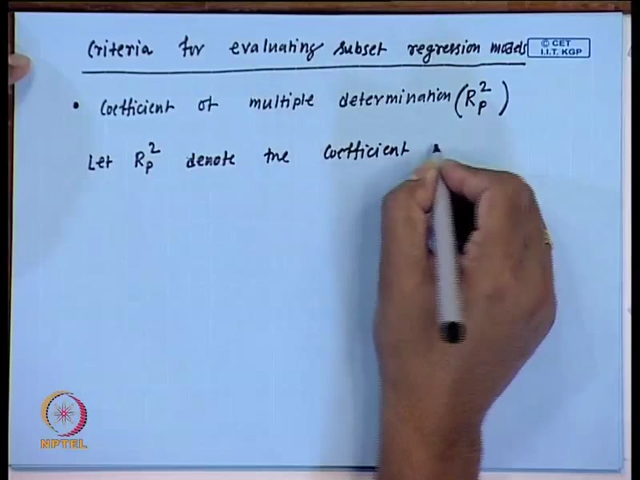 Criteria for evaluating subset regression models
© CET
I.I.T. KGP
• Coefficient of multiple determination (R_p^2)
Let R_p^2 denote the coefficient
NPTEL